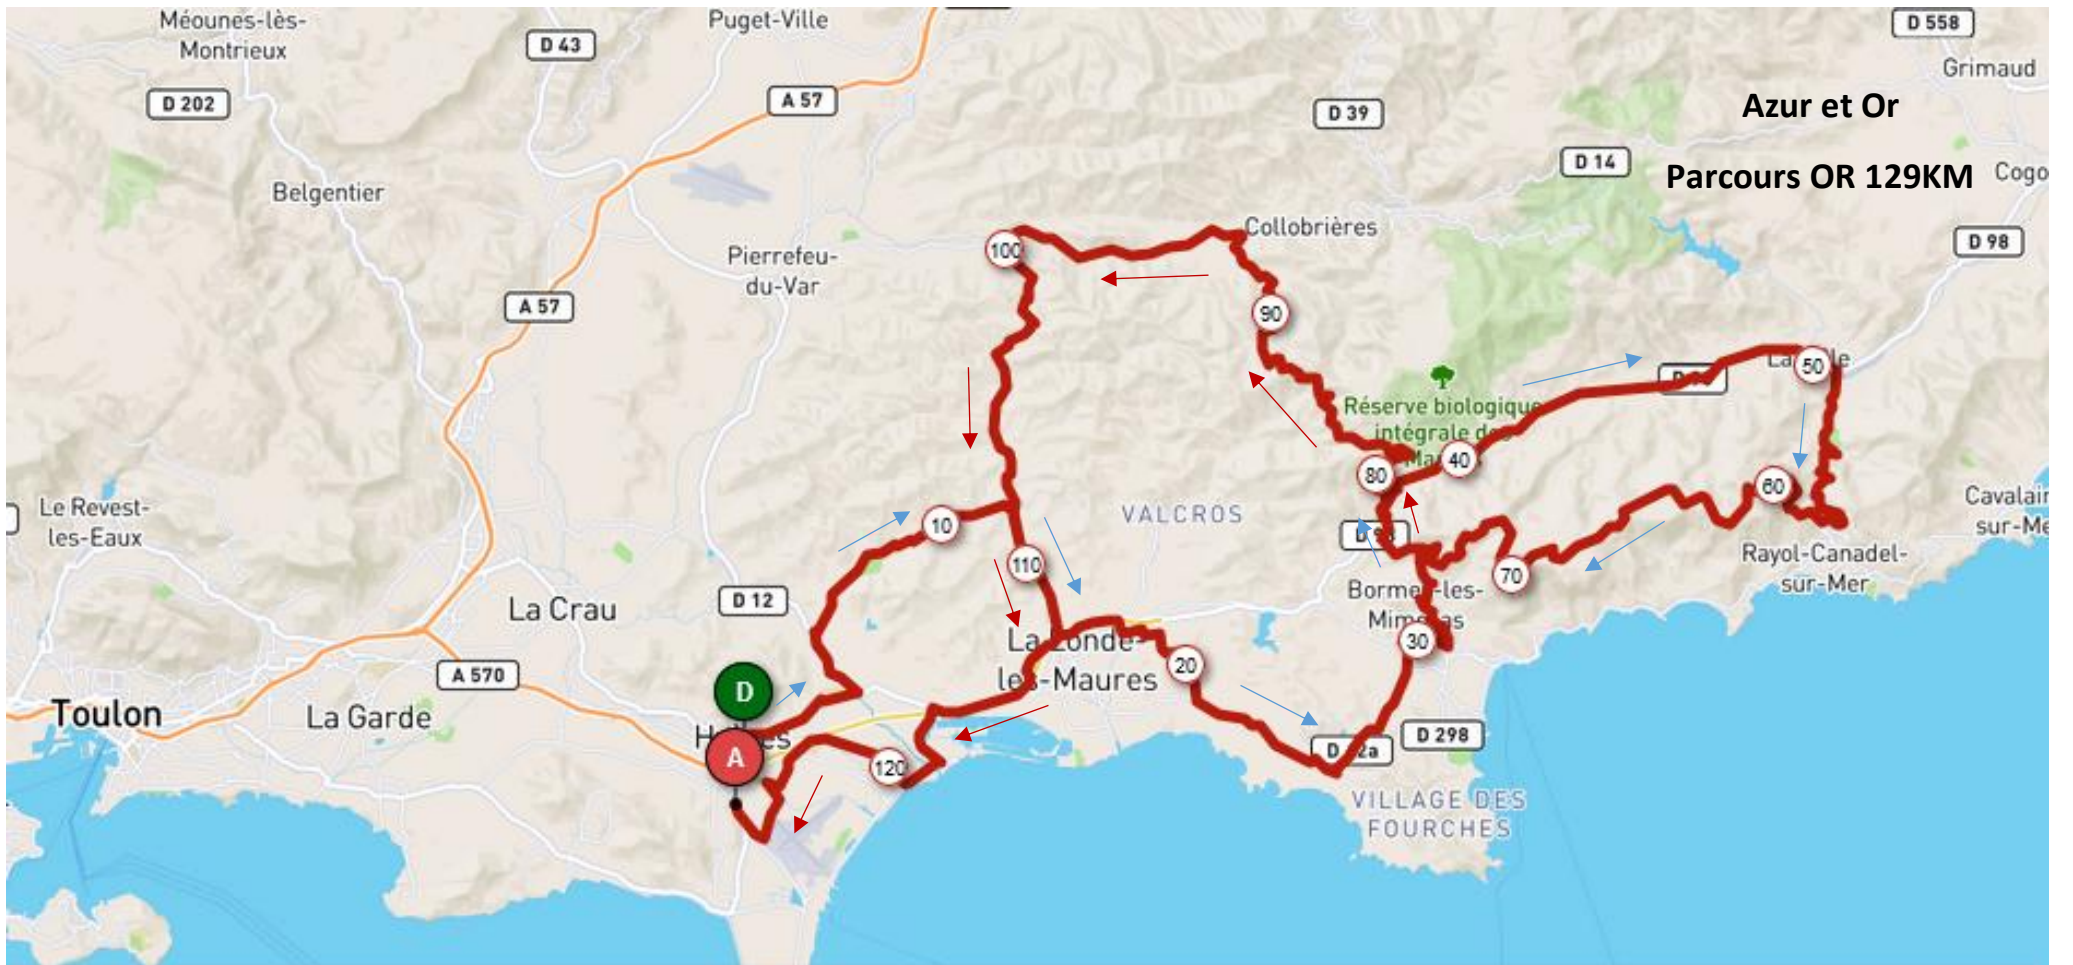 Méounes-lès-
Montrieux
Puget-Ville
D 43
D 558
Grimaud
D 202
A 57
D 39
Azur et Or
D 14
Parcours OR 129KM
Cogo
Belgentier
Collobrières
D 98
100
Pierrefeu-
du-Var
A 57
90
50
Réserve biologique
intégrale de
40
80
60
Le Revest-
les-Eaux
10
VALCROS
Cavalair
sur-Me
Rayol-Canadel-
sur-Mer
110
70
La Crau
D 12
Bormes-les-
Mimosas
30
La Londe-
les-Maures
20
A 570
D
Toulon
La Garde
Hyères
A
D 298
120
VILLAGE DES
FOURCHES